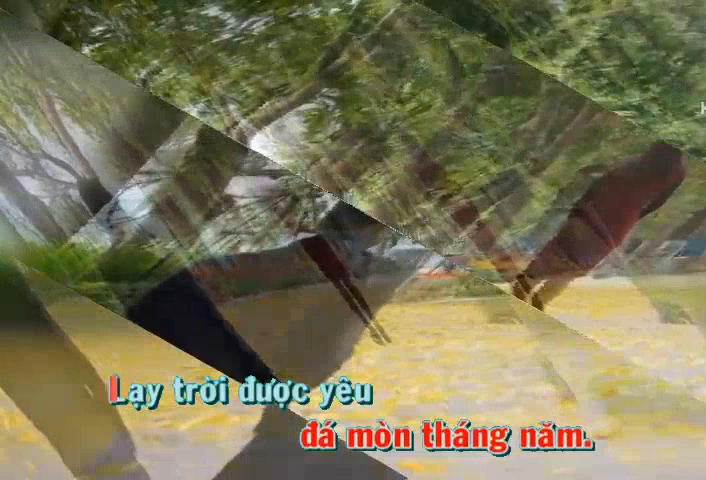 Lạy trời được yêu
đá mòn tháng năm.
K